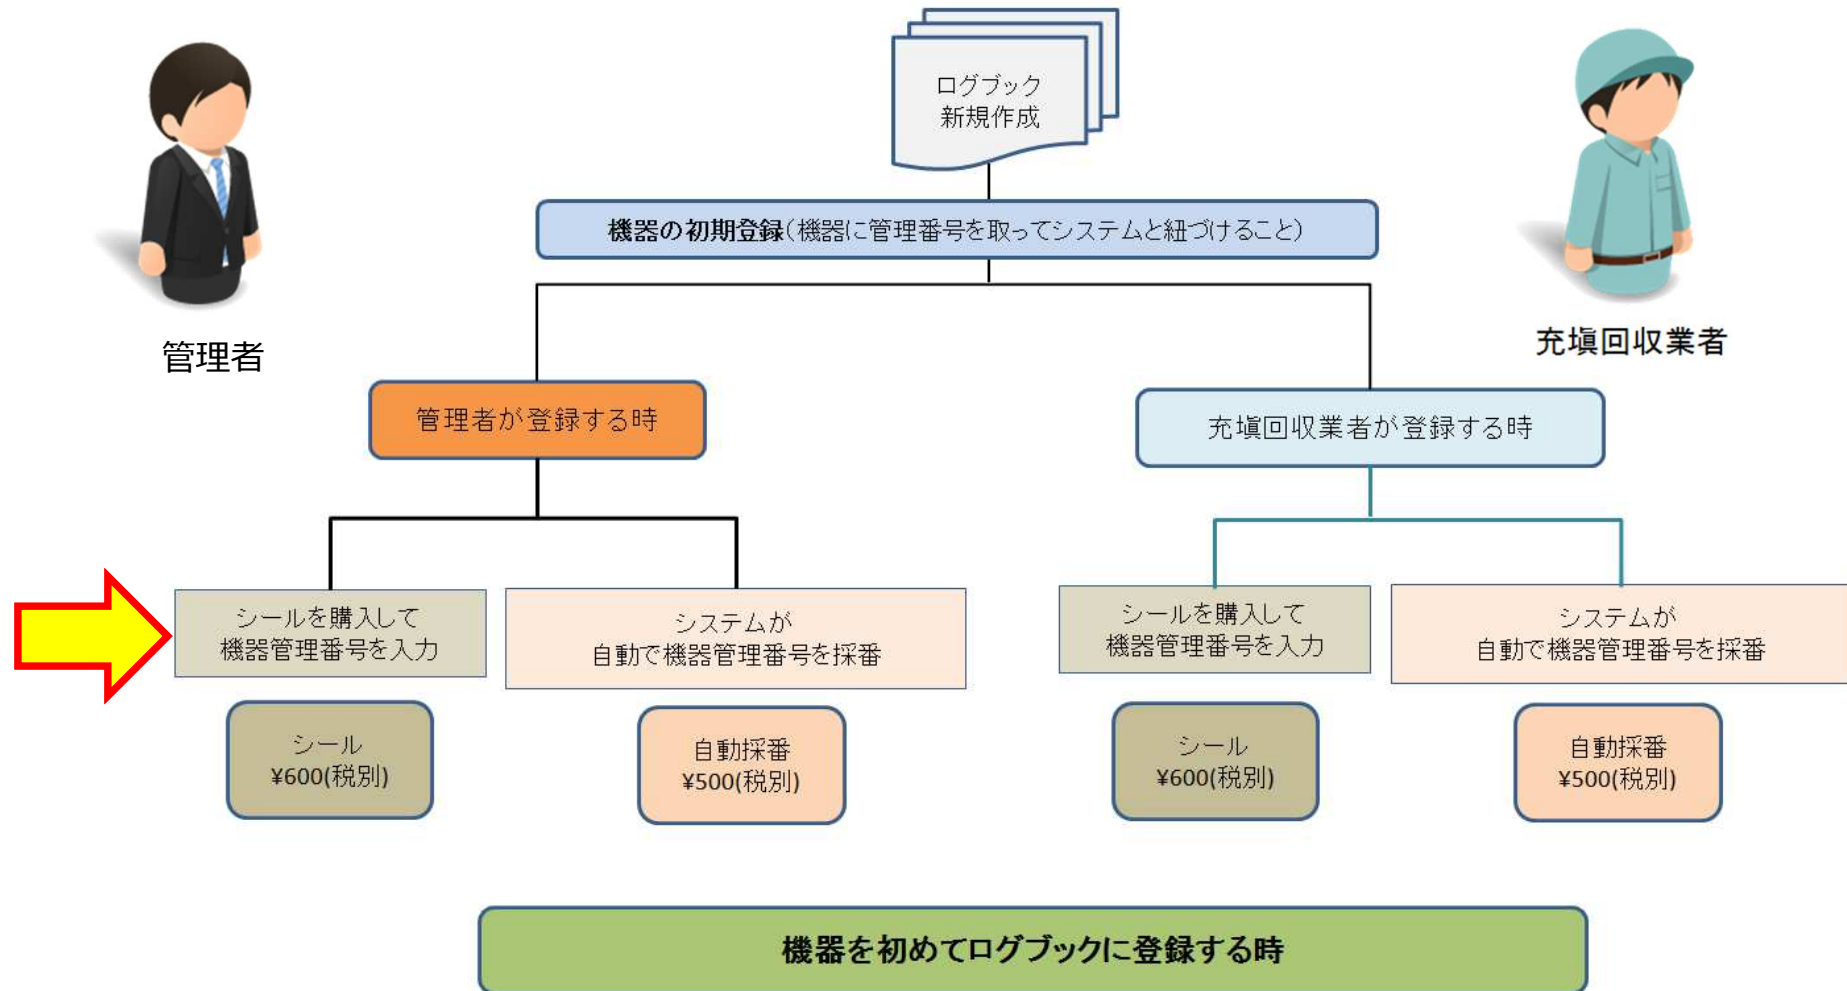 ログブック
新規作成
機器の初期登録(機器に管理番号を取ってシステムと紐づけること)
管理者
充塡回収業者
管理者が登録する時
充塡回収業者が登録する時
シールを購入して
機器管理番号を入力
システムが
自動で機器管理番号を採番
シールを購入して
機器管理番号を入力
システムが
自動で機器管理番号を採番
シール
¥600(税別)
自動採番
¥500(税別)
シール
¥600(税別)
自動採番
¥500(税別)
機器を初めてログブックに登録する時